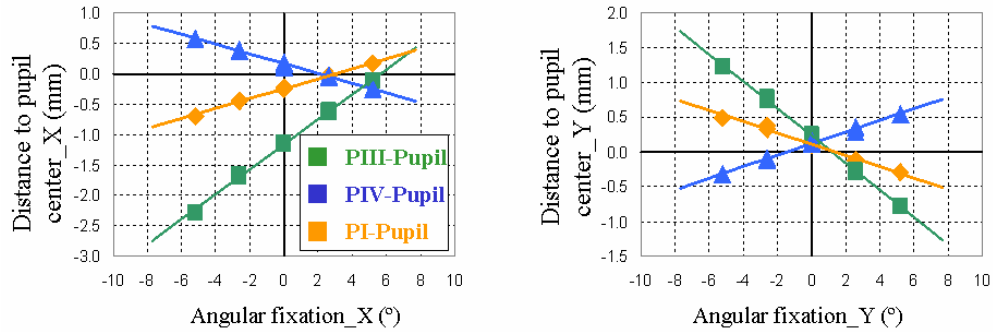 Distance to pupil
center_X (mm)
1.0
0.5
0.0
-0.5
-1.0
-1.5
-2.0
-2.5
-3.0
-10 -8 -6 -4 -2 0 2 4 6 8 10
Angular fixation_X (°)
PIII-Pupil
PIV-Pupil
PI-Pupil
Distance to pupil
center_Y (mm)
2.0
1.5
1.0
0.5
0.0
-0.5
-1.0
-1.5
-10 -8 -6 -4 -2 0 2 4 6 8 10
Angular fixation_Y (°)